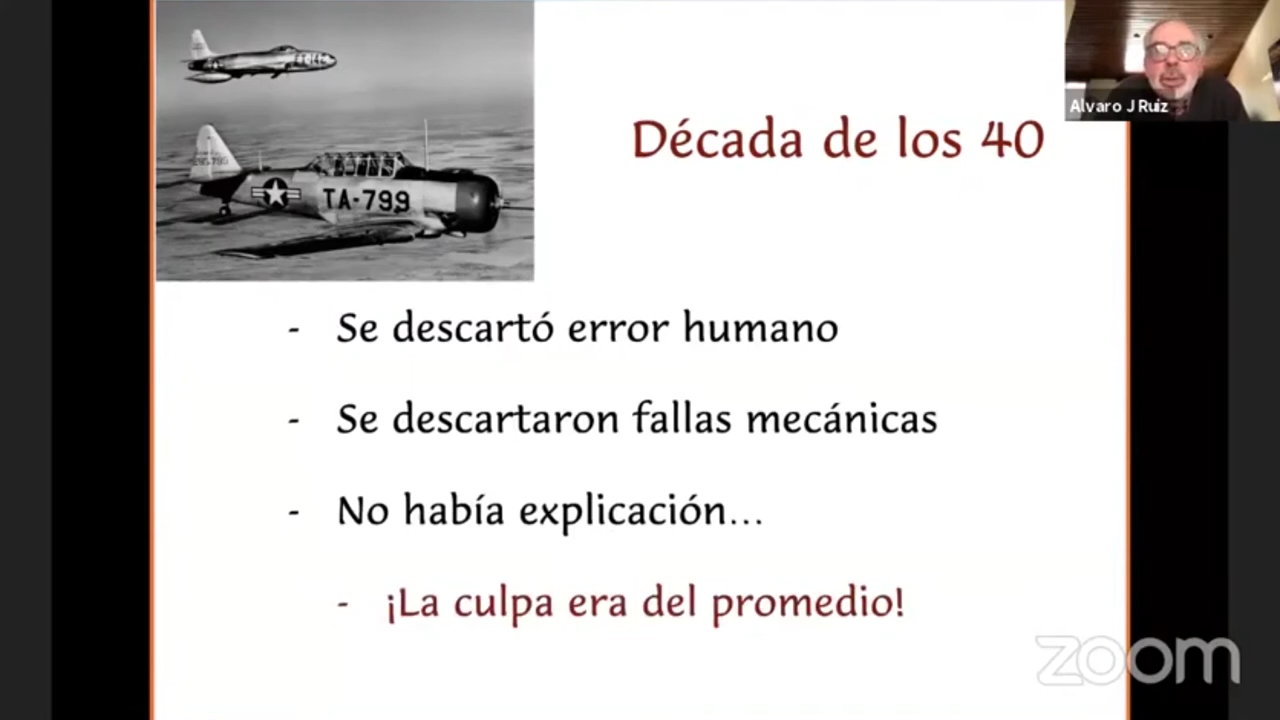 Década de los 40
Alvaro J Ruiz
TA-799
- Se descartó error humano
- Se descartaron fallas mecánicas
- No había explicación...
- ¡La culpa era del promedio!
zoom